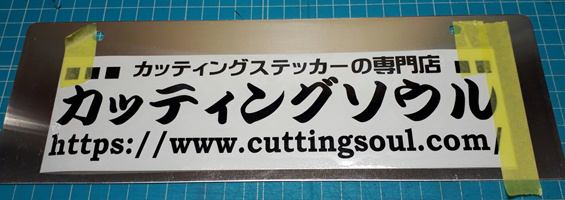 ■■■ カッティングステッカーの専門店 ■■■
カッティングソウル
https://www.cuttingsoul.com/